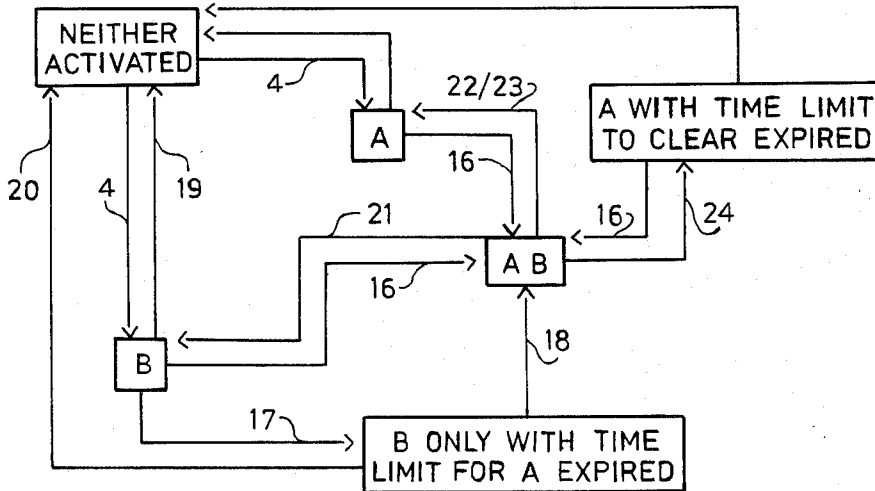 NEITHER
ACTIVATED
4
22/23
A WITH TIME LIMIT
TO CLEAR EXPIRED
A
16
20
4
19
21
16
24
A B
16
18
B
17
B ONLY WITH TIME
LIMIT FOR A EXPIRED